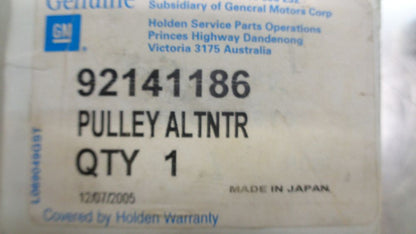 Genuine
Subsidiary of General Motors Corp
GM
Holden Service Parts Operations
Princes Highway Dandenong
Victoria 3175 Australia
92141186
PULLEY ALTNTR
QTY 1
12/07/2005
MADE IN JAPAN.
Covered by Holden Warranty